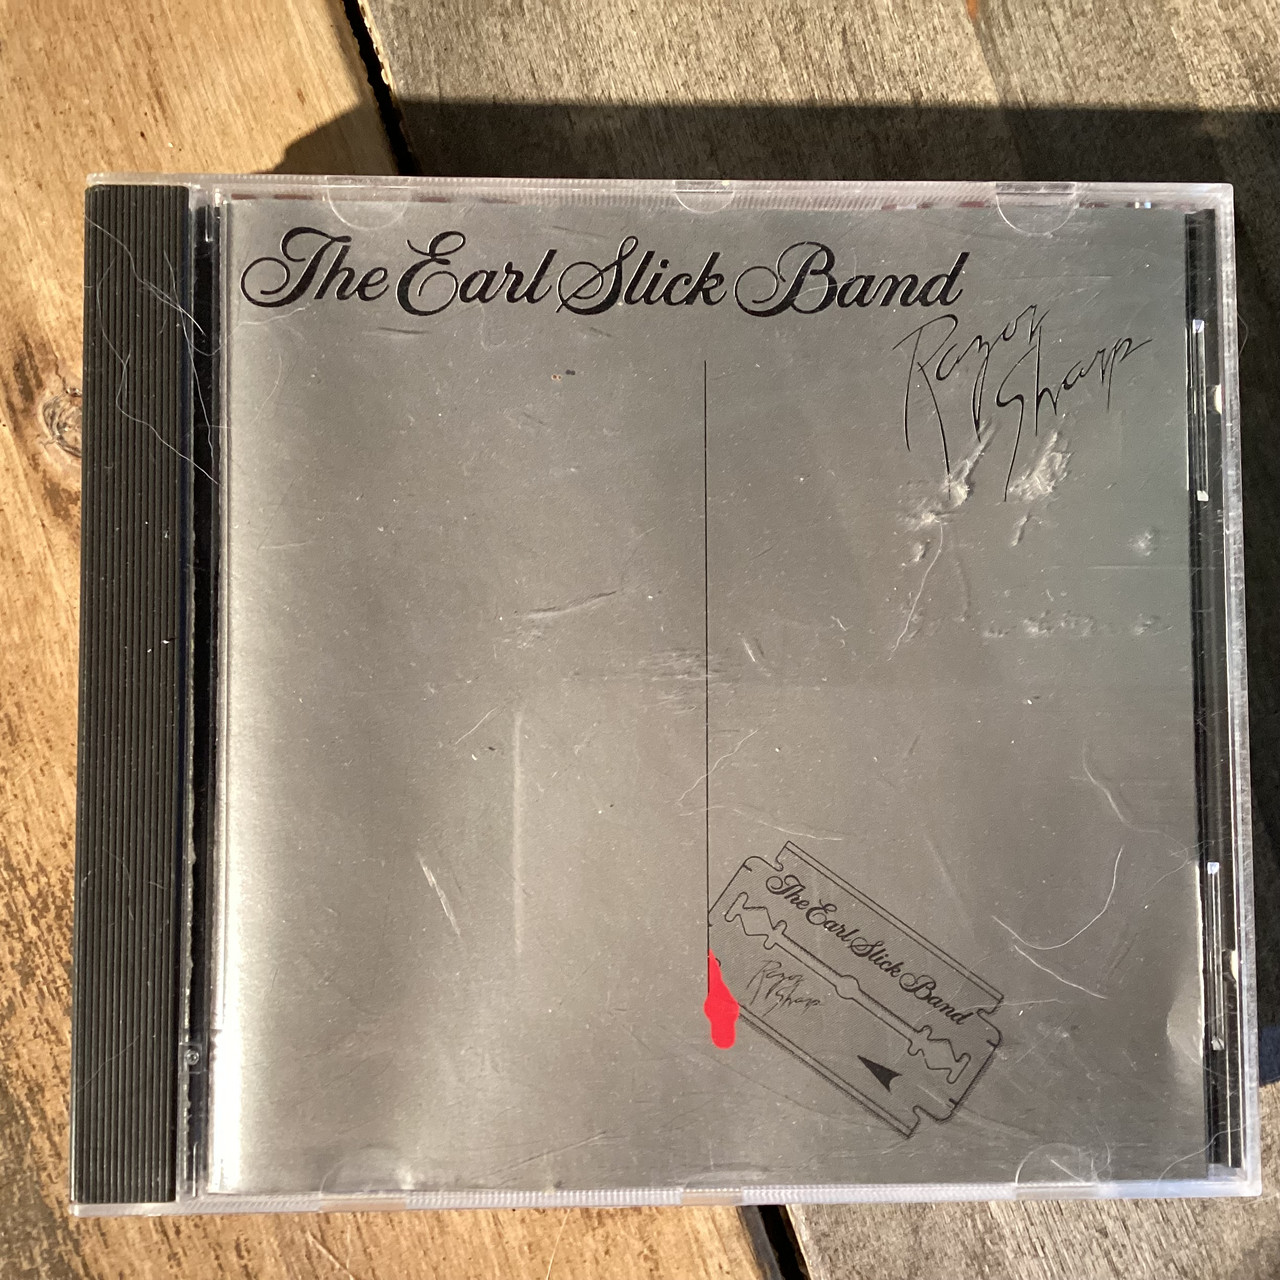 The Earl Slick Band
Razor
Sharp
The Earl Slick Band
Razor
Sharp